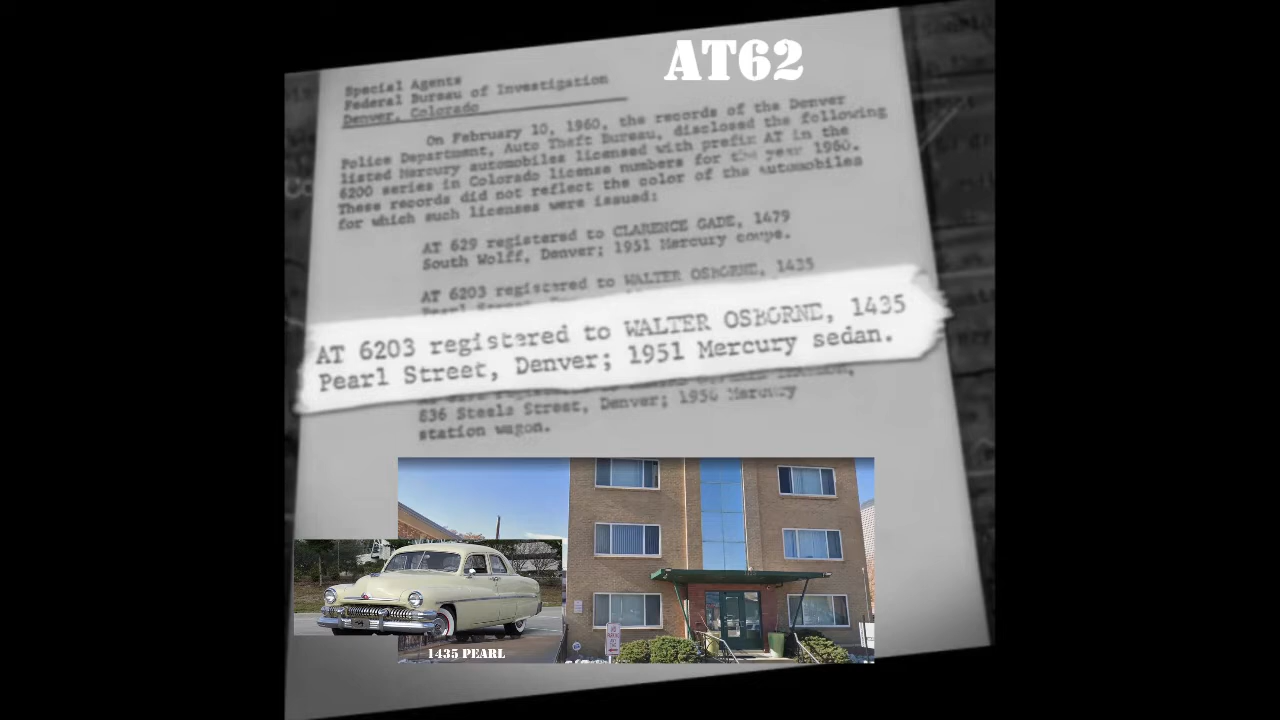 AT62
Special Agents
Federal Bureau of Investigation
Denver, Colorado
On February 10, 1960, the records of the Denver
Police Department, Auto Theft Bureau, disclosed the following
listed Mercury automobiles licensed with prefix AT in the
6200 series in Colorado license numbers for the year 1960.
These records did not reflect the color of the automobiles
for which such licenses were issued:
AT 629 registered to CLARENCE GADE, 1479
South Wolff, Denver; 1951 Mercury coupe.
AT 6203 registered to WALTER OSBORNE, 1435
Pearl Street,
AT 6203 registered to WALTER OSBORNE, 1435
Pearl Street, Denver; 1951 Mercury sedan.
836 Steele Street, Denver; 1956 Mercury
station wagon.
1435 PEARL